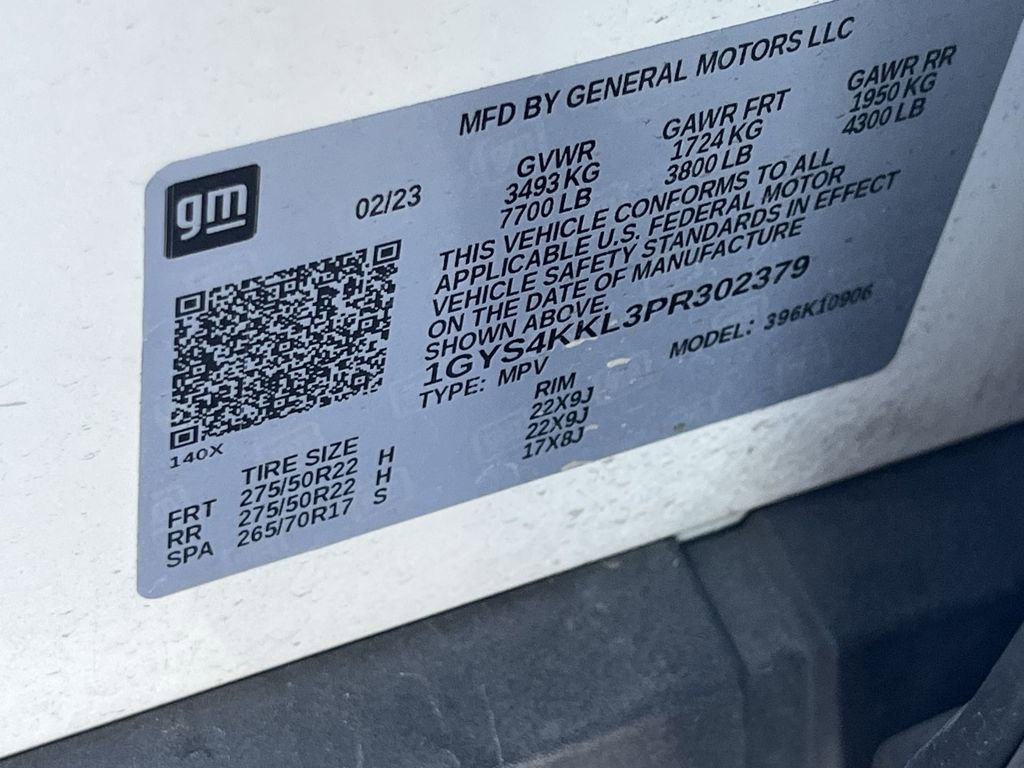 MFD BY GENERAL MOTORS LLC
gm
02/23
GVWR GAWR FRT GAWR RR
3493 KG 1724 KG 1950 KG
7700 LB 3800 LB 4300 LB
THIS VEHICLE CONFORMS TO ALL
APPLICABLE U.S. FEDERAL MOTOR
VEHICLE SAFETY STANDARDS IN EFFECT
ON THE DATE OF MANUFACTURE
SHOWN ABOVE.
1GYS4KKL3PR302379
TYPE: MPV MODEL: 396K10906
140X
TIRE SIZE RIM
FRT 275/50R22 H 22X9J
RR 275/50R22 H 22X9J
SPA 265/70R17 S 17X8J